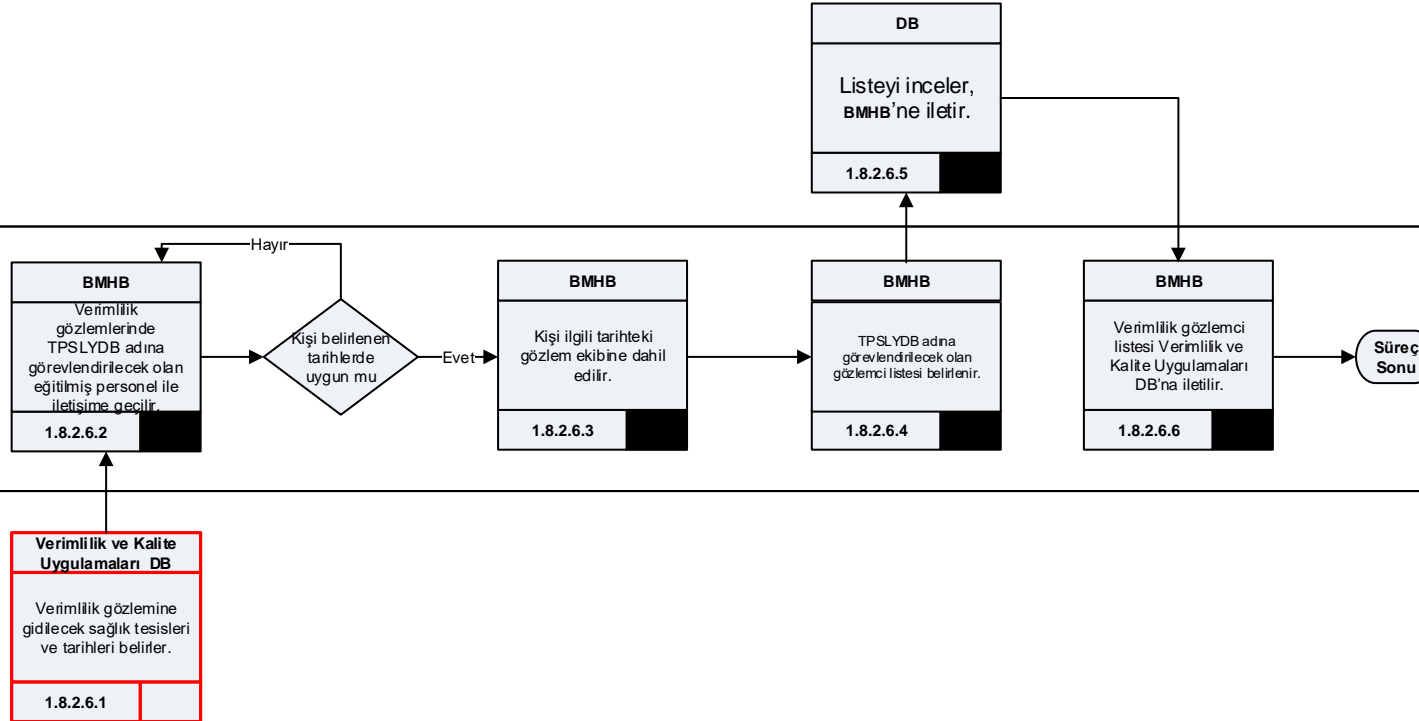 DB
Listeyi inceler,
BMHB'ne iletir.
1.8.2.6.5
Hayır
BMHB
Verimlilik
gözlemlerinde
TPSLYDB adına
görevlendirilecek olan
eğitilmiş personel ile
iletişime geçilir.
1.8.2.6.2
Kişi belirlenen
tarihlerde
uygun mu
Evet
BMHB
Kişi ilgili tarihteki
gözlem ekibine dahil
edilir.
1.8.2.6.3
BMHB
TPSLYDB adına
görevlendirilecek olan
gözlemci listesi belirlenir.
1.8.2.6.4
BMHB
Verimlilik gözlemci
listesi Verimlilik ve
Kalite Uygulamaları
DB'na iletilir.
1.8.2.6.6
Süreç
Sonu
Verimlilik ve Kalite
Uygulamaları DB
Verimlilik gözlemine
gidilecek sağlık tesisleri
ve tarihleri belirler.
1.8.2.6.1